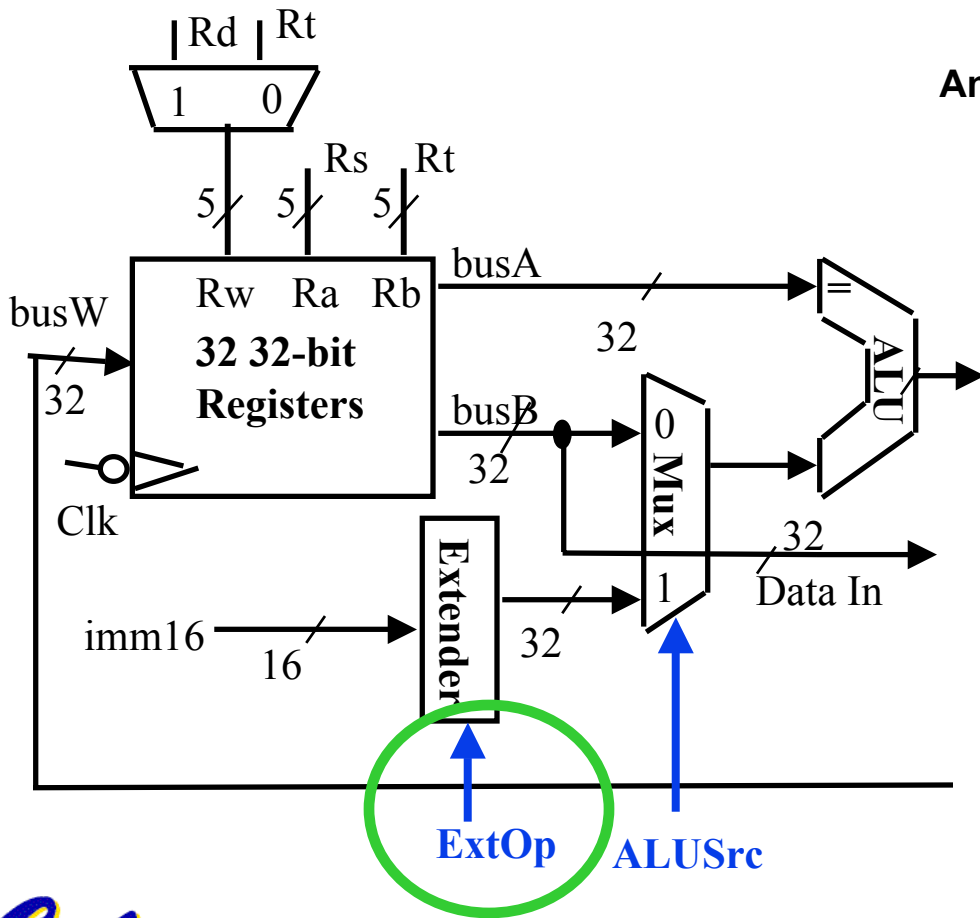 Rd Rt
1 0
Ar
Rs Rt
5 5 5
busW
32
Rw Ra Rb
32 32-bit
Registers
Clk
busA
32
=
ALU
busB
32
0
Mux
1
32
Data In
Extender
imm16
16
32
ExtOp
ALUSrc